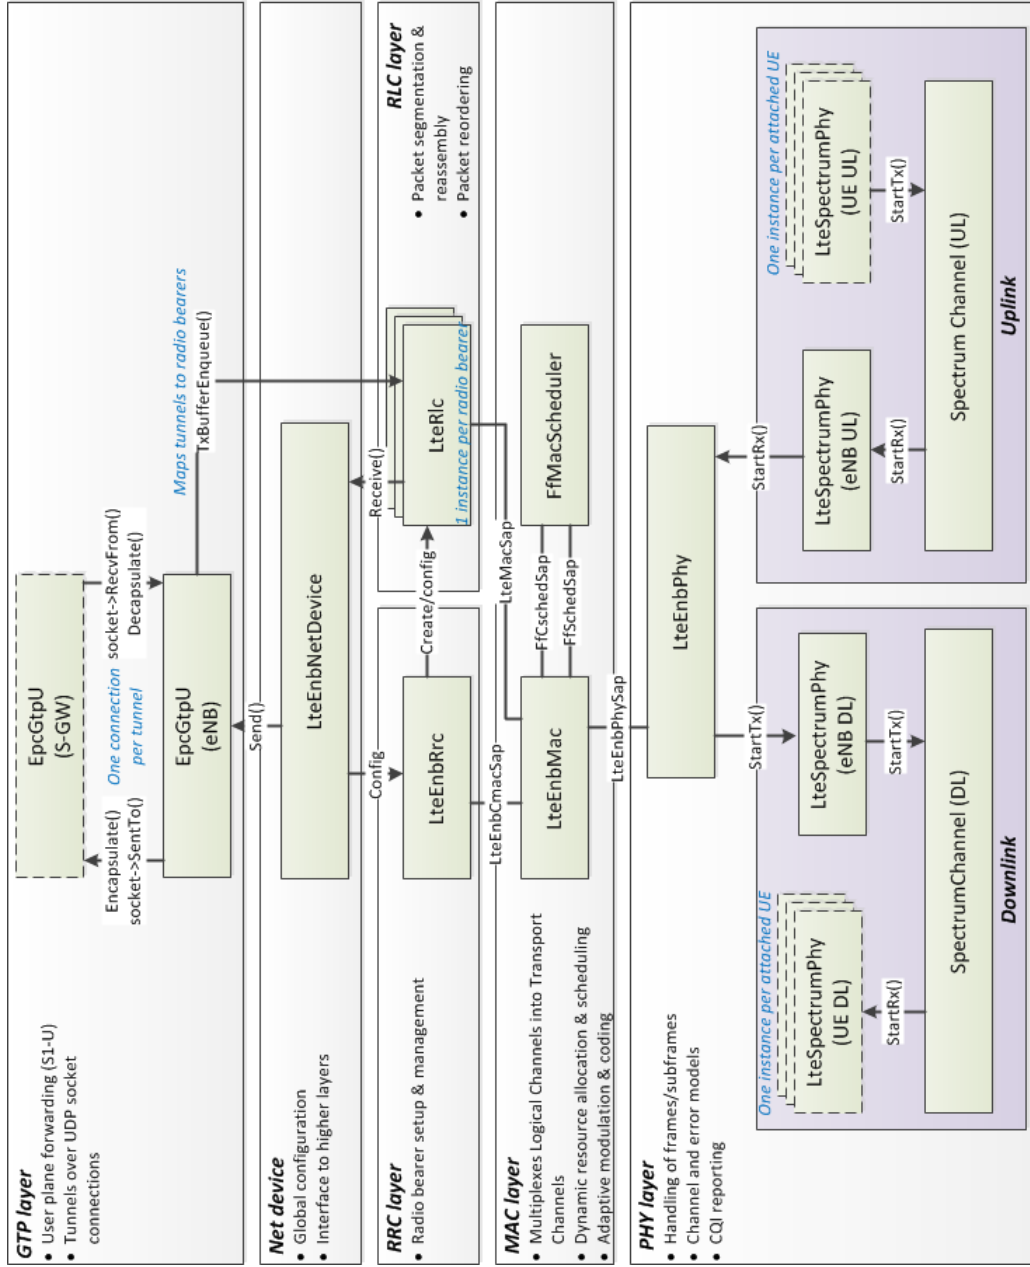 GTP layer
• User plane forwarding (S1-U)
• Tunnels over UDP socket
connections
EpcGtpU
(S-GW)
Encapsulate()
socket->SentTo()
One connection
per tunnel
socket->RecvFrom()
Decapsulate()
EpcGtpU
(eNB)
Maps tunnels to radio bearers
TxBufferEnqueue()
Send()
Net device
• Global configuration
• Interface to higher layers
LteEnbNetDevice
Config
Receive()
RRC layer
• Radio bearer setup & management
LteEnbRrc
Create/config
LteRlc
1 instance per radio bearer
RLC layer
• Packet segmentation &
reassembly
• Packet reordering
LteEnbCmacSap
LteMacSap
MAC layer
• Multiplexes Logical Channels into Transport
Channels
• Dynamic resource allocation & scheduling
• Adaptive modulation & coding
LteEnbMac
FfCschedSap
FfSchedSap
FfMacScheduler
LteEnbPhySap
PHY layer
• Handling of frames/subframes
• Channel and error models
• CQI reporting
LteEnbPhy
StartTx()
StartRx()
One instance per attached UE
LteSpectrumPhy
(UE DL)
LteSpectrumPhy
(eNB DL)
StartRx()
StartTx()
SpectrumChannel (DL)
Downlink
One instance per attached UE
LteSpectrumPhy
(eNB UL)
LteSpectrumPhy
(UE UL)
StartRx()
StartTx()
Spectrum Channel (UL)
Uplink